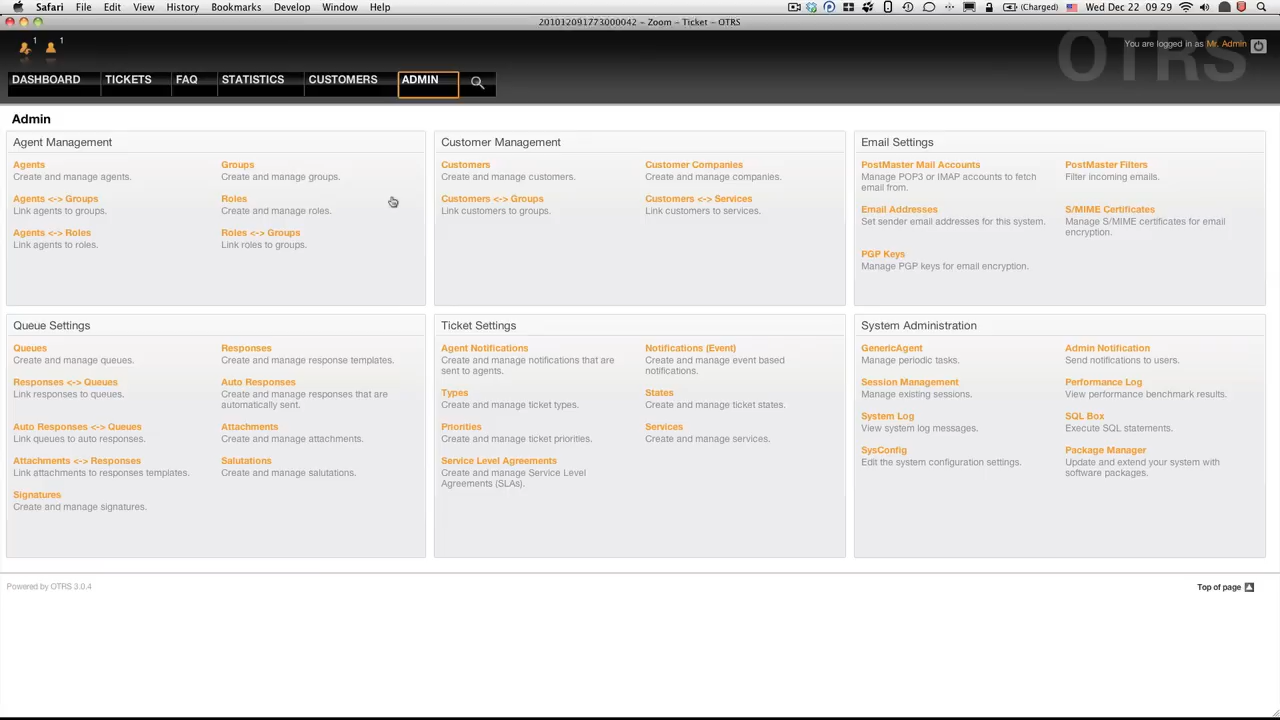 Safari File Edit View History Bookmarks Develop Window Help
(Charged) Wed Dec 22 09 29
201012091773000042 – Zoom – Ticket – OTRS
1 1
OTRS
You are logged in as Mr. Admin
DASHBOARD TICKETS FAQ STATISTICS CUSTOMERS ADMIN
Admin
Agent Management
Agents
Create and manage agents.
Groups
Create and manage groups.
Agents <-> Groups
Link agents to groups.
Roles
Create and manage roles.
Agents <-> Roles
Link agents to roles.
Roles <-> Groups
Link roles to groups.
Customer Management
Customers
Create and manage customers.
Customer Companies
Create and manage companies.
Customers <-> Groups
Link customers to groups.
Customers <-> Services
Link customers to services.
Email Settings
PostMaster Mail Accounts
Manage POP3 or IMAP accounts to fetch
email from.
PostMaster Filters
Filter incoming emails.
Email Addresses
Set sender email addresses for this system.
S/MIME Certificates
Manage S/MIME certificates for email
encryption.
PGP Keys
Manage PGP keys for email encryption.
Queue Settings
Queues
Create and manage queues.
Responses
Create and manage response templates.
Responses <-> Queues
Link responses to queues.
Auto Responses
Create and manage responses that are
automatically sent.
Auto Responses <-> Queues
Link queues to auto responses.
Attachments
Create and manage attachments.
Attachments <-> Responses
Link attachments to responses templates.
Salutations
Create and manage salutations.
Signatures
Create and manage signatures.
Ticket Settings
Agent Notifications
Create and manage notifications that are
sent to agents.
Notifications (Event)
Create and manage event based
notifications.
Types
Create and manage ticket types.
States
Create and manage ticket states.
Priorities
Create and manage ticket priorities.
Services
Create and manage services.
Service Level Agreements
Create and manage Service Level
Agreements (SLAs).
System Administration
GenericAgent
Manage periodic tasks.
Admin Notification
Send notifications to users.
Session Management
Manage existing sessions.
Performance Log
View performance benchmark results.
System Log
View system log messages.
SQL Box
Execute SQL statements.
SysConfig
Edit the system configuration settings.
Package Manager
Update and extend your system with
software packages.
Powered by OTRS 3.0.4
Top of page